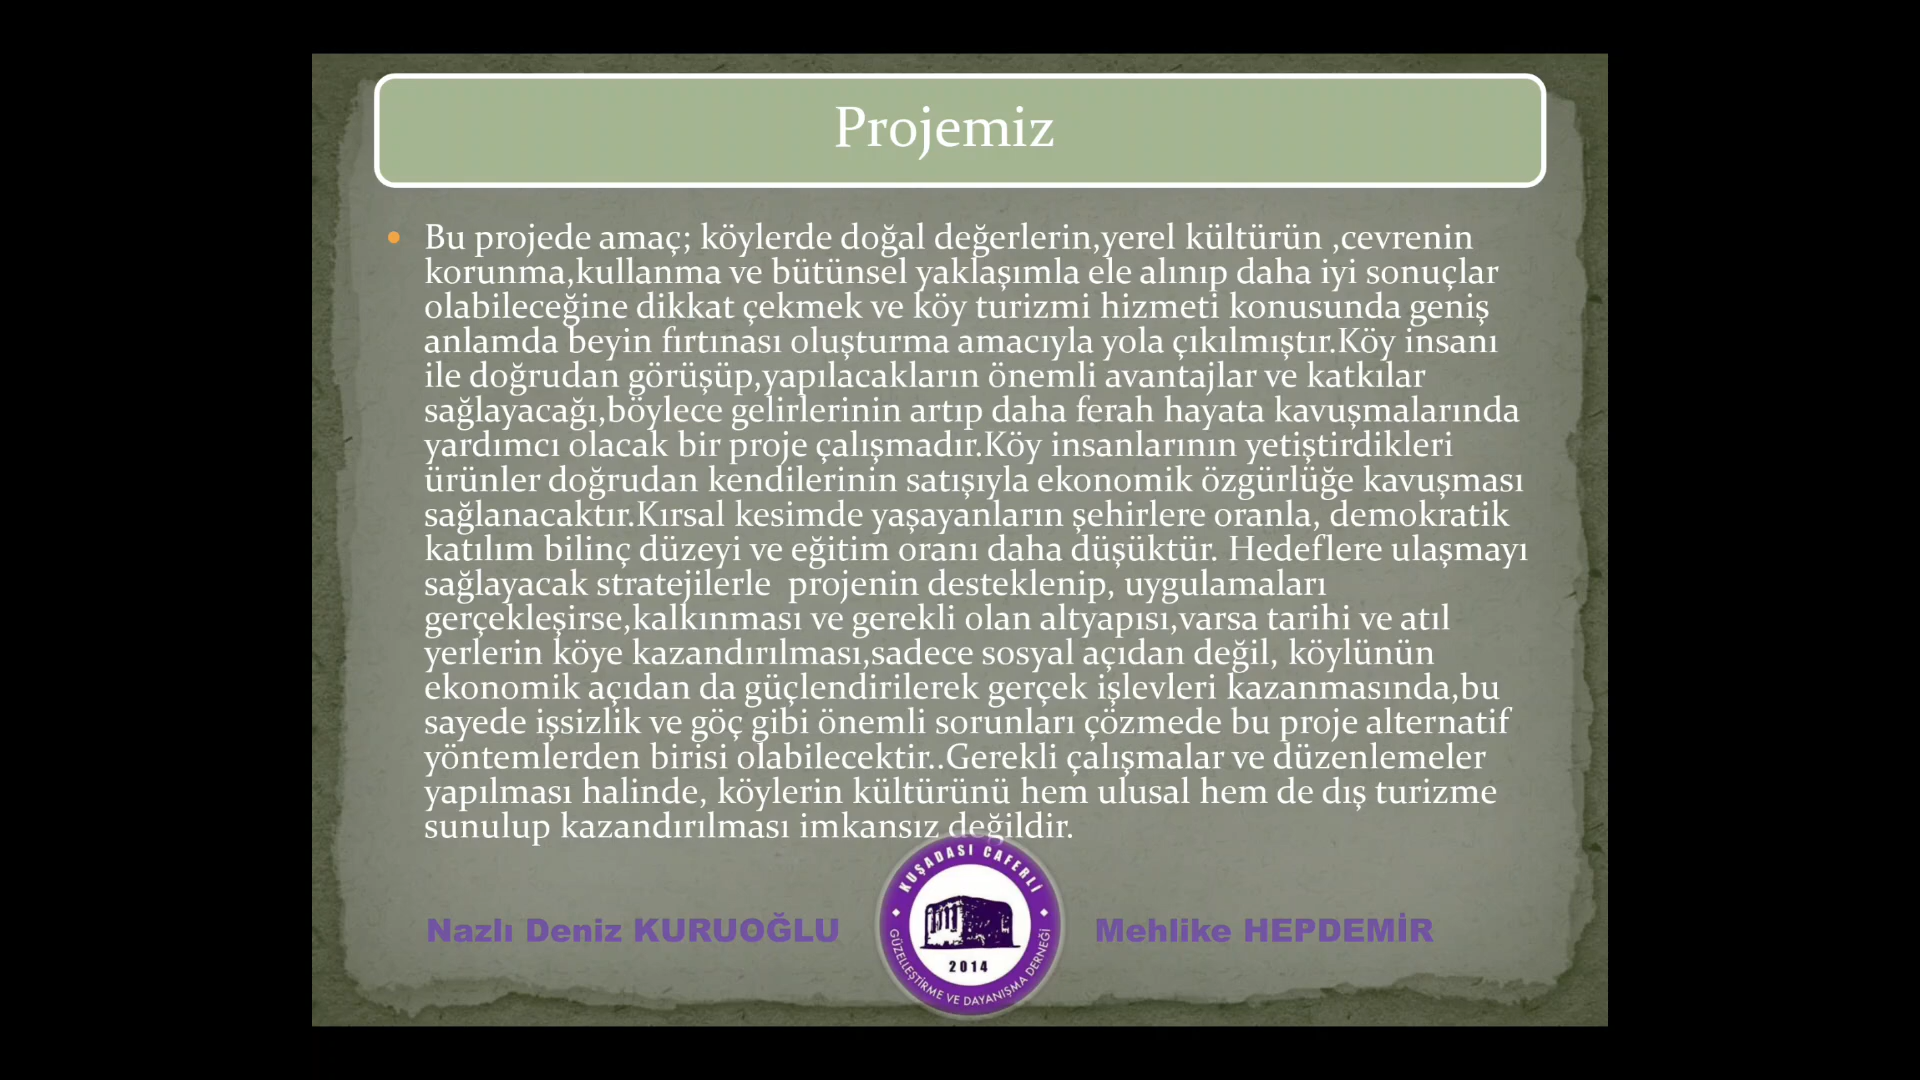 Projemiz
Bu projede amaç; köylerde doğal değerlerin,yerel kültürün ,cevrenin
korunma,kullanma ve bütünsel yaklaşımla ele alınıp daha iyi sonuçlar
olabileceğine dikkat çekmek ve köy turizmi hizmeti konusunda geniş
anlamda beyin fırtınası oluşturma amacıyla yola çıkılmıştır.Köy insanı
ile doğrudan görüşüp,yapılacakların önemli avantajlar ve katkılar
sağlayacağı,böylece gelirlerinin artıp daha ferah hayata kavuşmalarında
yardımcı olacak bir proje çalışmadır.Köy insanlarının yetiştirdikleri
ürünler doğrudan kendilerinin satışıyla ekonomik özgürlüğe kavuşması
sağlanacaktır.Kırsal kesimde yaşayanların şehirlere oranla, demokratik
katılım bilinç düzeyi ve eğitim oranı daha düşüktür. Hedeflere ulaşmayı
sağlayacak stratejilerle  projenin desteklenip, uygulamaları
gerçekleşirse,kalkınması ve gerekli olan altyapısı,varsa tarihi ve atıl
yerlerin köye kazandırılması,sadece sosyal açıdan değil, köylünün
ekonomik açıdan da güçlendirilerek gerçek işlevleri kazanmasında,bu
sayede işsizlik ve göç gibi önemli sorunları çözmede bu proje alternatif
yöntemlerden birisi olabilecektir..Gerekli çalışmalar ve düzenlemeler
yapılması halinde, köylerin kültürünü hem ulusal hem de dış turizme
sunulup kazandırılması imkansız değildir.
KUŞADASI CAFERLİ
Nazlı Deniz KURUOĞLU
Mehlike HEPDEMİR
2014
GÜZELLEŞTİRME VE DAYANIŞMA DERNEĞİ